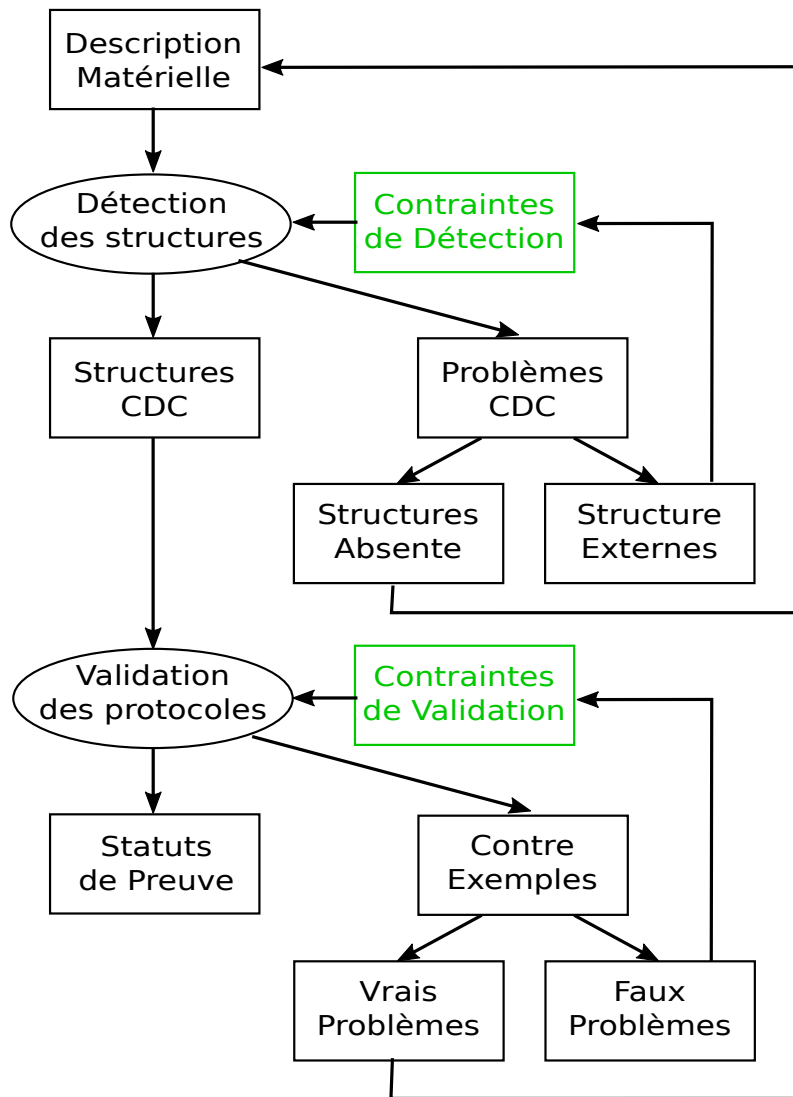 Description
Matérielle
Détection
des structures
Contraintes
de Détection
Structures
CDC
Problèmes
CDC
Structures
Absente
Structure
Externes
Validation
des protocoles
Contraintes
de Validation
Statuts
de Preuve
Contre
Exemples
Vrais
Problèmes
Faux
Problèmes